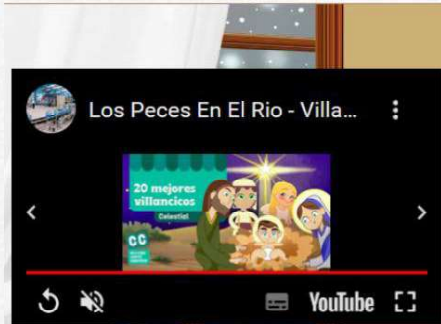 Los Peces En El Rio - Villa...
20 mejores
villancicos
Celestial
CC
YouTube